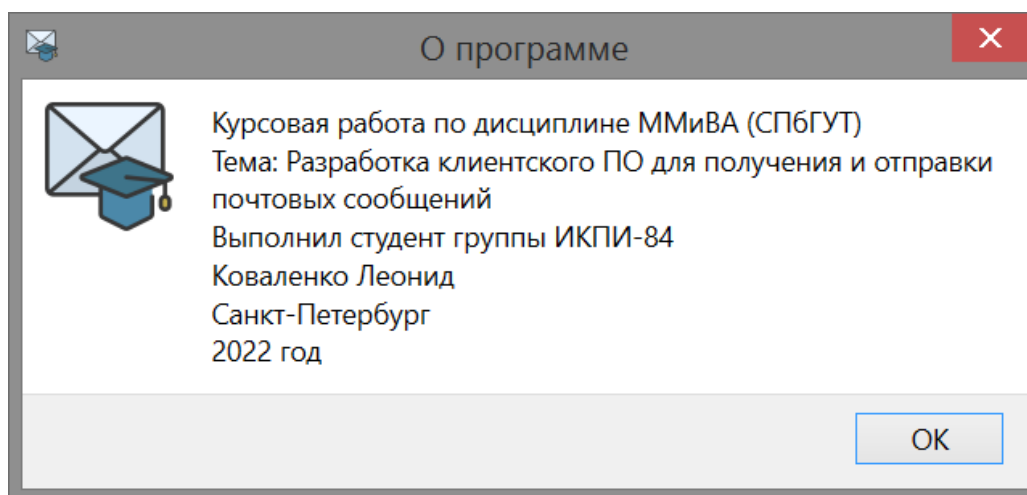 О программе
Курсовая работа по дисциплине ММиВА (СПбГУТ)
Тема: Разработка клиентского ПО для получения и отправки
почтовых сообщений
Выполнил студент группы ИКПИ-84
Коваленко Леонид
Санкт-Петербург
2022 год
OK